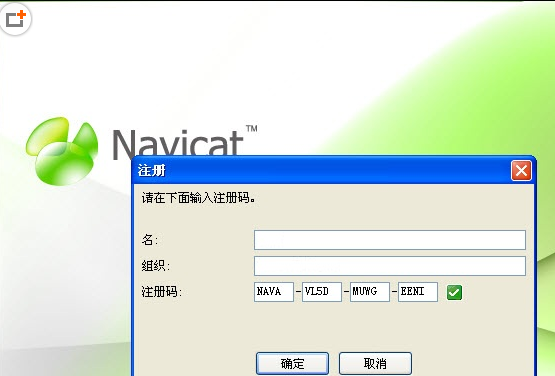 Navicat™
注册
请在下面输入注册码。
名:
组织:
注册码: NAVA - VL5D - MUWG - EENI
确定 取消